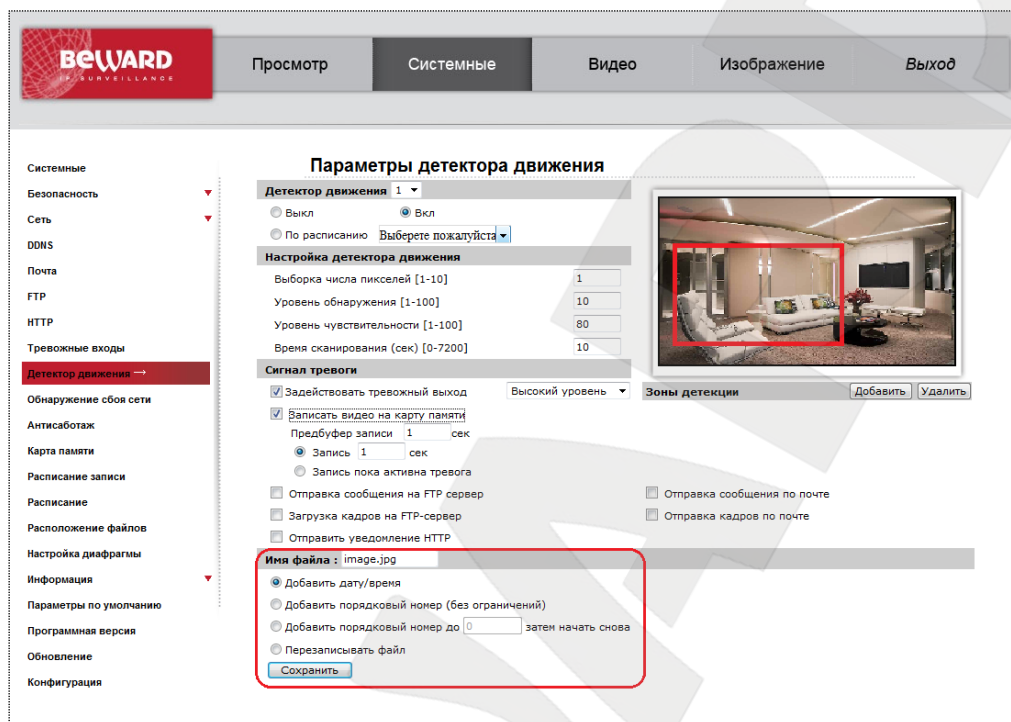 BEWARD
IP SURVEILLANCE
Просмотр
Системные
Видео
Изображение
Выход
Системные
Безопасность
Сеть
DDNS
Почта
FTP
HTTP
Тревожные входы
Детектор движения →
Обнаружение сбоя сети
Антисаботаж
Карта памяти
Расписание записи
Расписание
Расположение файлов
Настройка диафрагмы
Информация
Параметры по умолчанию
Программная версия
Обновление
Конфигурация
Параметры детектора движения
Детектор движения 1
Выкл Вкл
По расписанию Выберете пожалуйста
Настройка детектора движения
Выборка числа пикселей [1-10] 1
Уровень обнаружения [1-100] 10
Уровень чувствительности [1-100] 80
Время сканирования (сек) [0-7200] 10
Сигнал тревоги
Задействовать тревожный выход Высокий уровень
Зоны детекции Добавить Удалить
Записать видео на карту памяти
Предбуфер записи 1 сек
Запись 1 сек
Запись пока активна тревога
Отправка сообщения на FTP сервер Отправка сообщения по почте
Загрузка кадров на FTP-сервер Отправка кадров по почте
Отправить уведомление HTTP
Имя файла : image.jpg
Добавить дату/время
Добавить порядковый номер (без ограничений)
Добавить порядковый номер до 0 затем начать снова
Перезаписывать файл
Сохранить